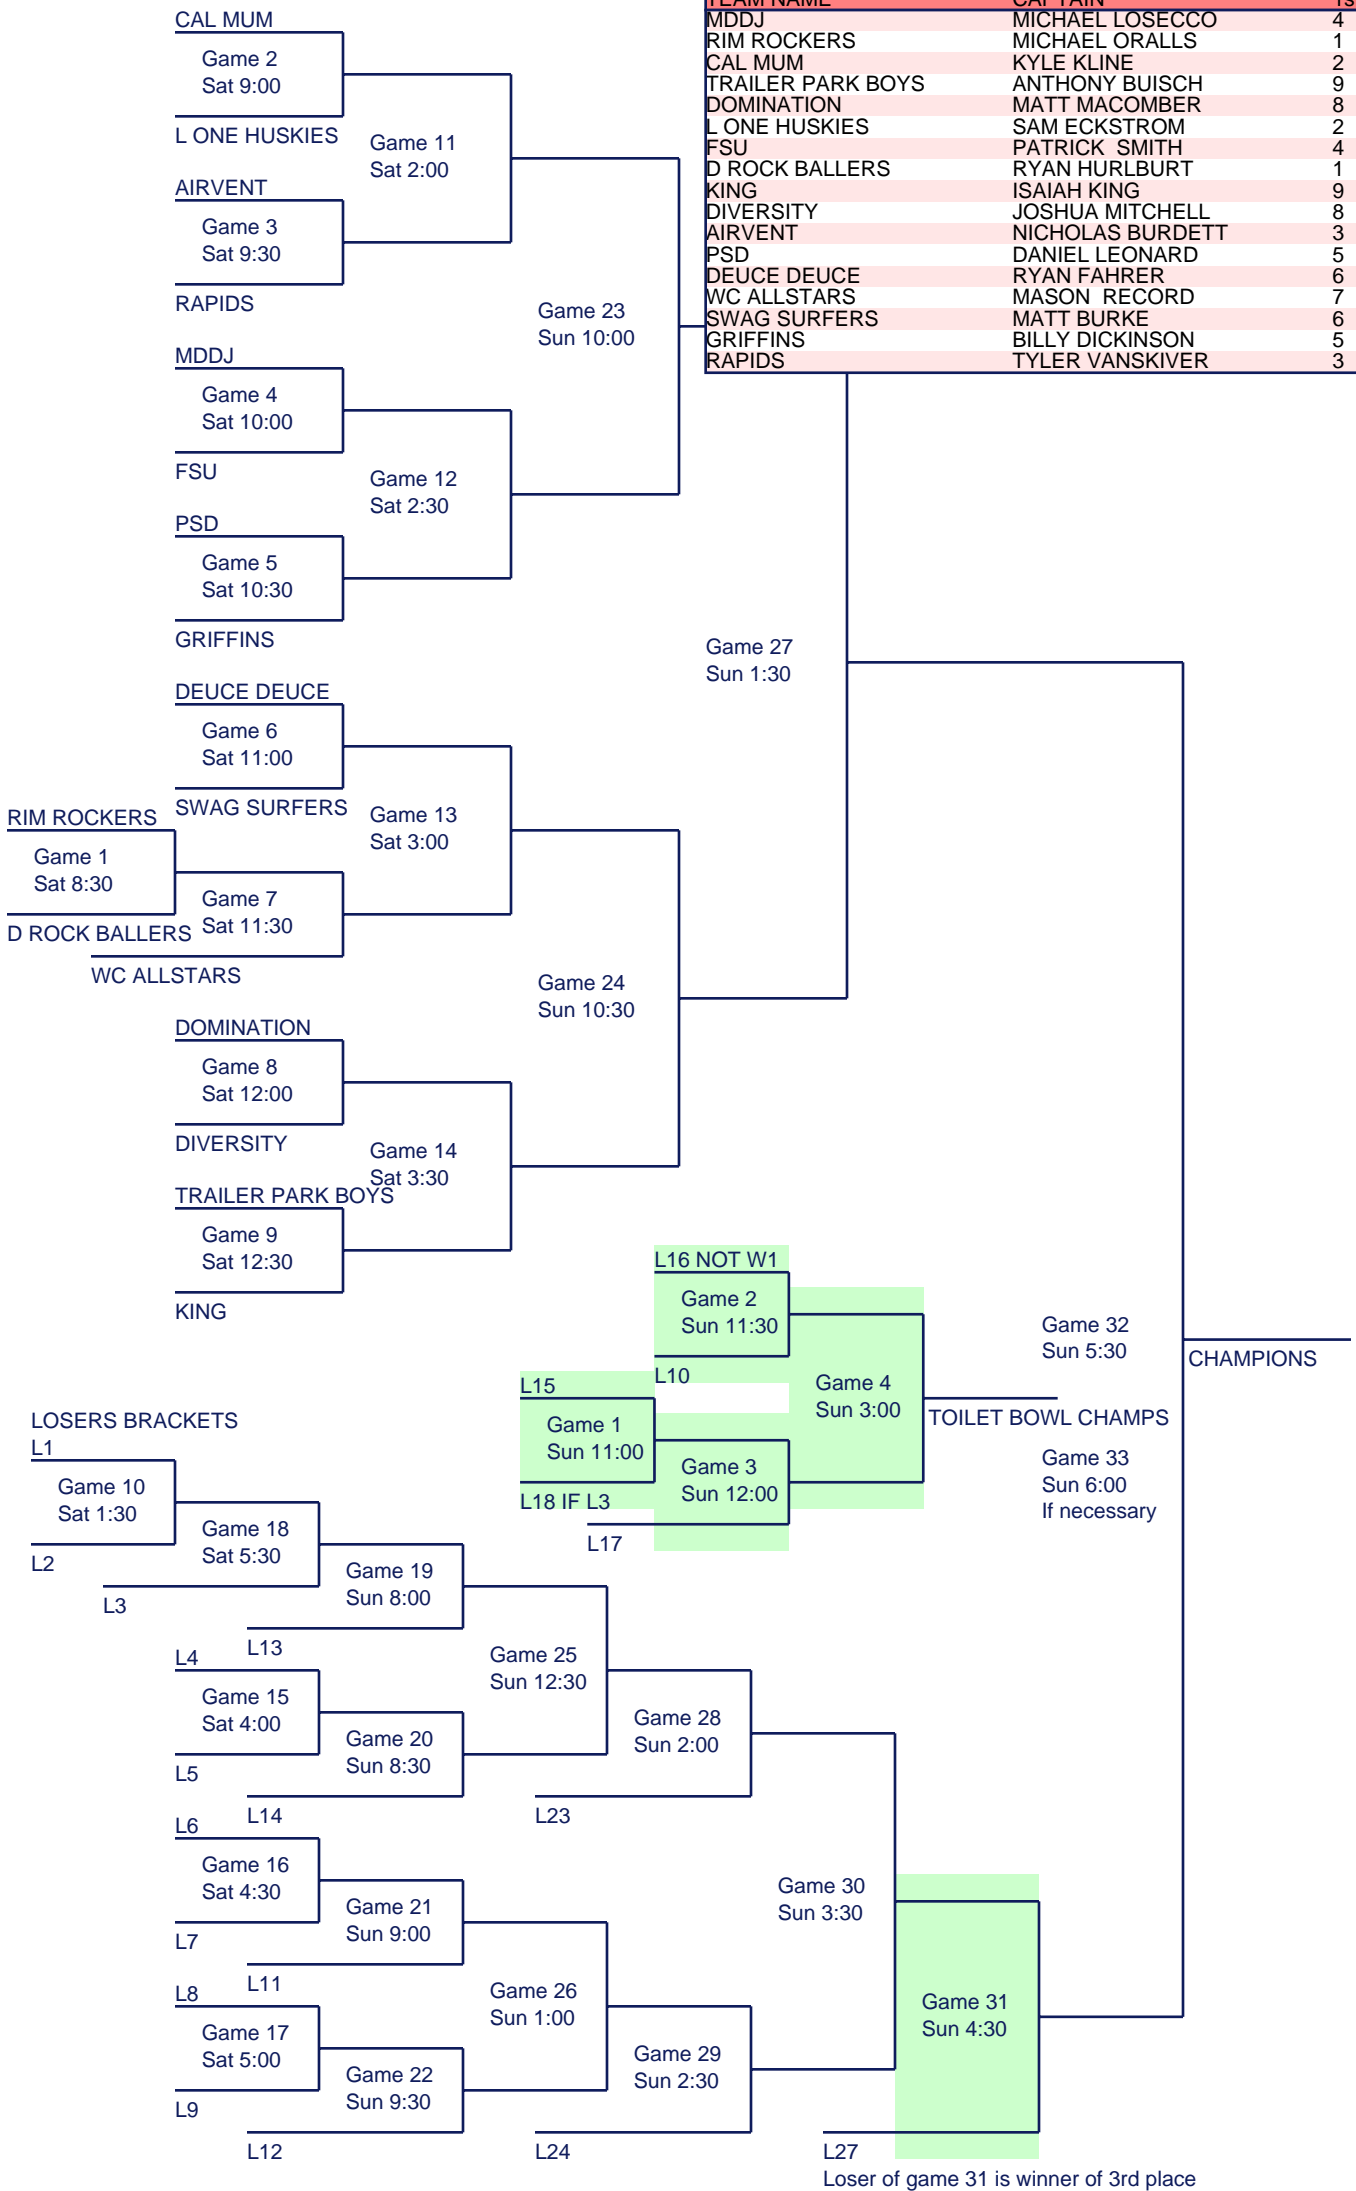 TEAM NAME CAPTAIN
MDDJ MICHAEL LOSECCO 4
RIM ROCKERS MICHAEL ORALLS 1
CAL MUM KYLE KLINE 2
TRAILER PARK BOYS ANTHONY BUISCH 9
DOMINATION MATT MACOMBER 8
L ONE HUSKIES SAM ECKSTROM 2
FSU PATRICK SMITH 4
D ROCK BALLERS RYAN HURLBURT 1
KING ISAIAH KING 9
DIVERSITY JOSHUA MITCHELL 8
AIRVENT NICHOLAS BURDETT 3
PSD DANIEL LEONARD 5
DEUCE DEUCE RYAN FAHRER 6
WC ALLSTARS MASON RECORD 7
SWAG SURFERS MATT BURKE 6
GRIFFINS BILLY DICKINSON 5
RAPIDS TYLER VANSKIVER 3
CAL MUM
Game 2
Sat 9:00
L ONE HUSKIES
Game 11
Sat 2:00
AIRVENT
Game 3
Sat 9:30
RAPIDS
Game 23
Sun 10:00
MDDJ
Game 4
Sat 10:00
FSU
Game 12
Sat 2:30
PSD
Game 5
Sat 10:30
GRIFFINS
Game 27
Sun 1:30
DEUCE DEUCE
Game 6
Sat 11:00
SWAG SURFERS
Game 13
Sat 3:00
RIM ROCKERS
Game 1
Sat 8:30
D ROCK BALLERS
Game 7
Sat 11:30
WC ALLSTARS
Game 24
Sun 10:30
DOMINATION
Game 8
Sat 12:00
DIVERSITY
Game 14
Sat 3:30
TRAILER PARK BOYS
Game 9
Sat 12:30
KING
L16 NOT W1
Game 2
Sun 11:30
L10
Game 4
Sun 3:00
L15
Game 1
Sun 11:00
L18 IF L3
Game 3
Sun 12:00
L17
TOILET BOWL CHAMPS
Game 32
Sun 5:30
CHAMPIONS
Game 33
Sun 6:00
If necessary
LOSERS BRACKETS
L1
Game 10
Sat 1:30
L2
Game 18
Sat 5:30
L3
Game 19
Sun 8:00
L13
Game 25
Sun 12:30
L4
Game 15
Sat 4:00
L5
Game 20
Sun 8:30
L14
Game 28
Sun 2:00
L23
L6
Game 16
Sat 4:30
L7
Game 21
Sun 9:00
L11
Game 30
Sun 3:30
L8
Game 17
Sat 5:00
L9
Game 22
Sun 9:30
L12
Game 26
Sun 1:00
Game 29
Sun 2:30
L24
Game 31
Sun 4:30
L27
Loser of game 31 is winner of 3rd place